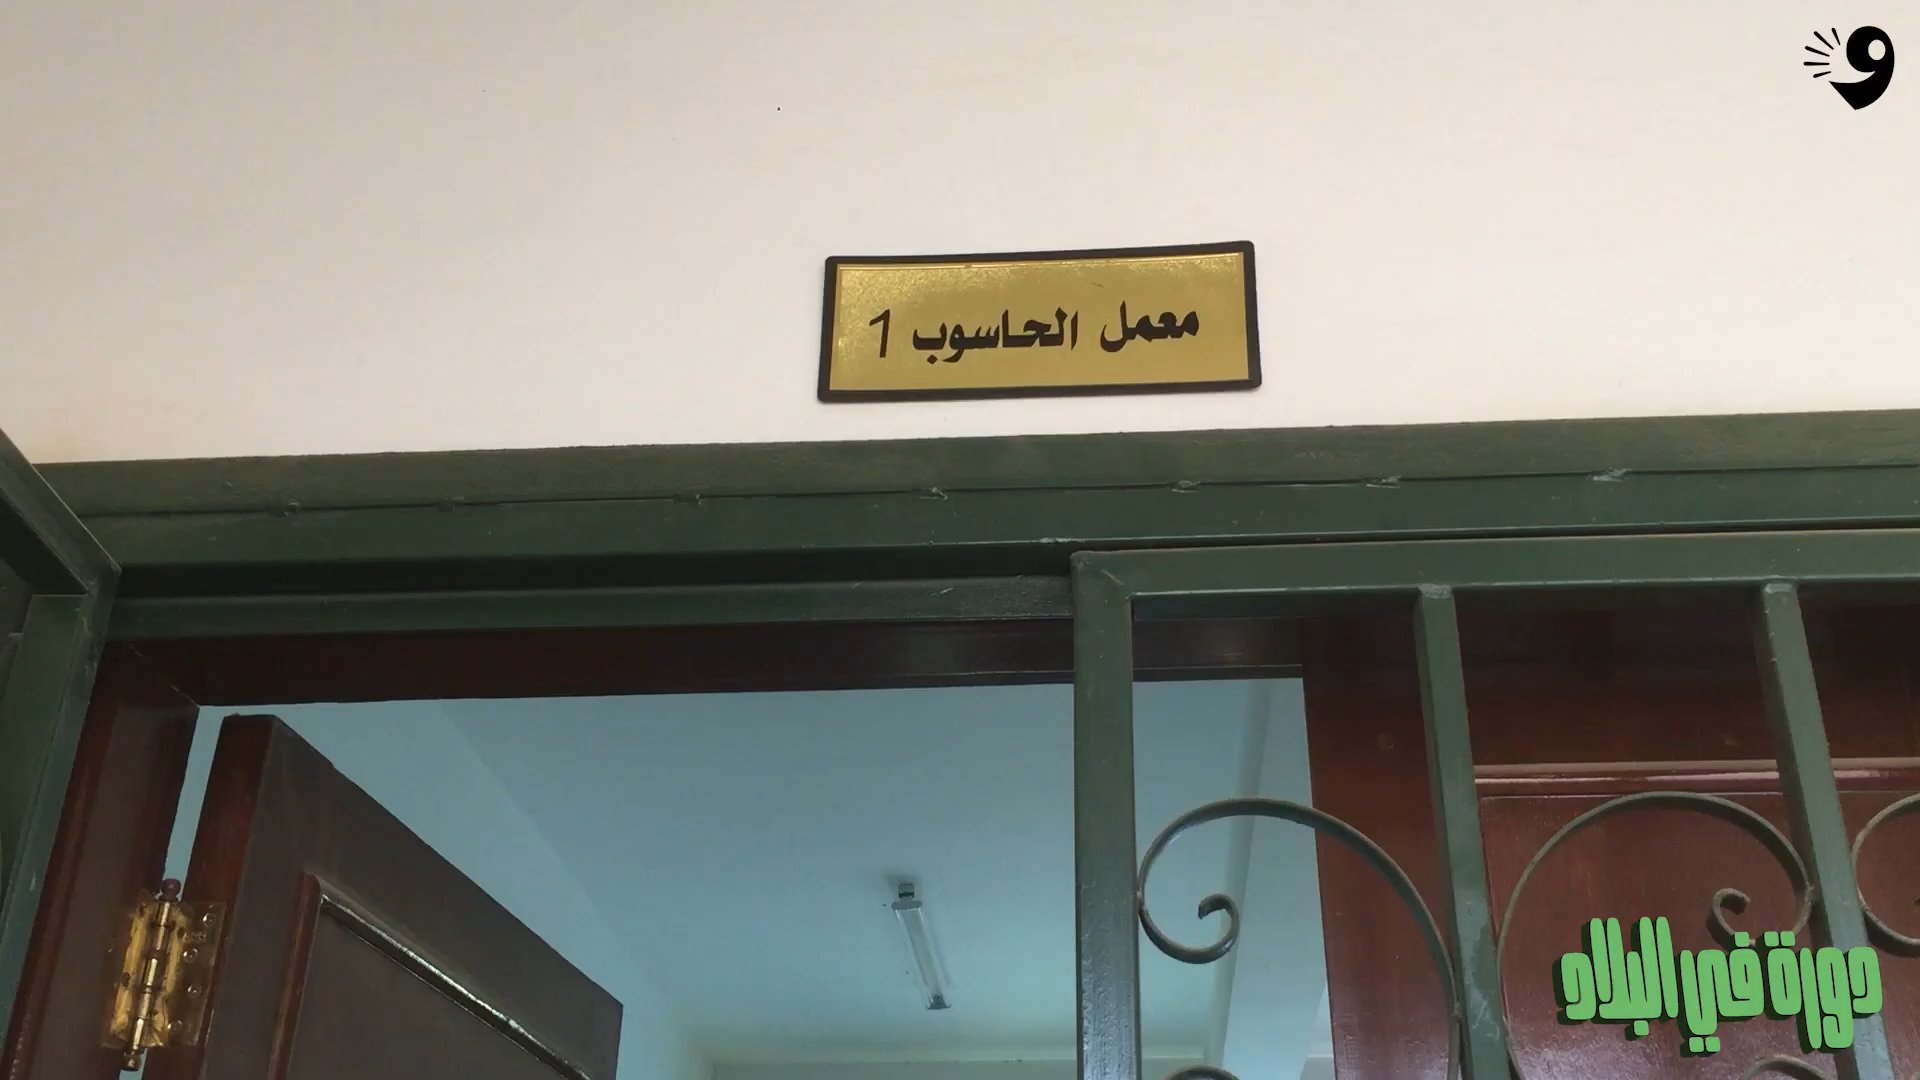 و
معمل الحاسوب 1
دورة في البلاد